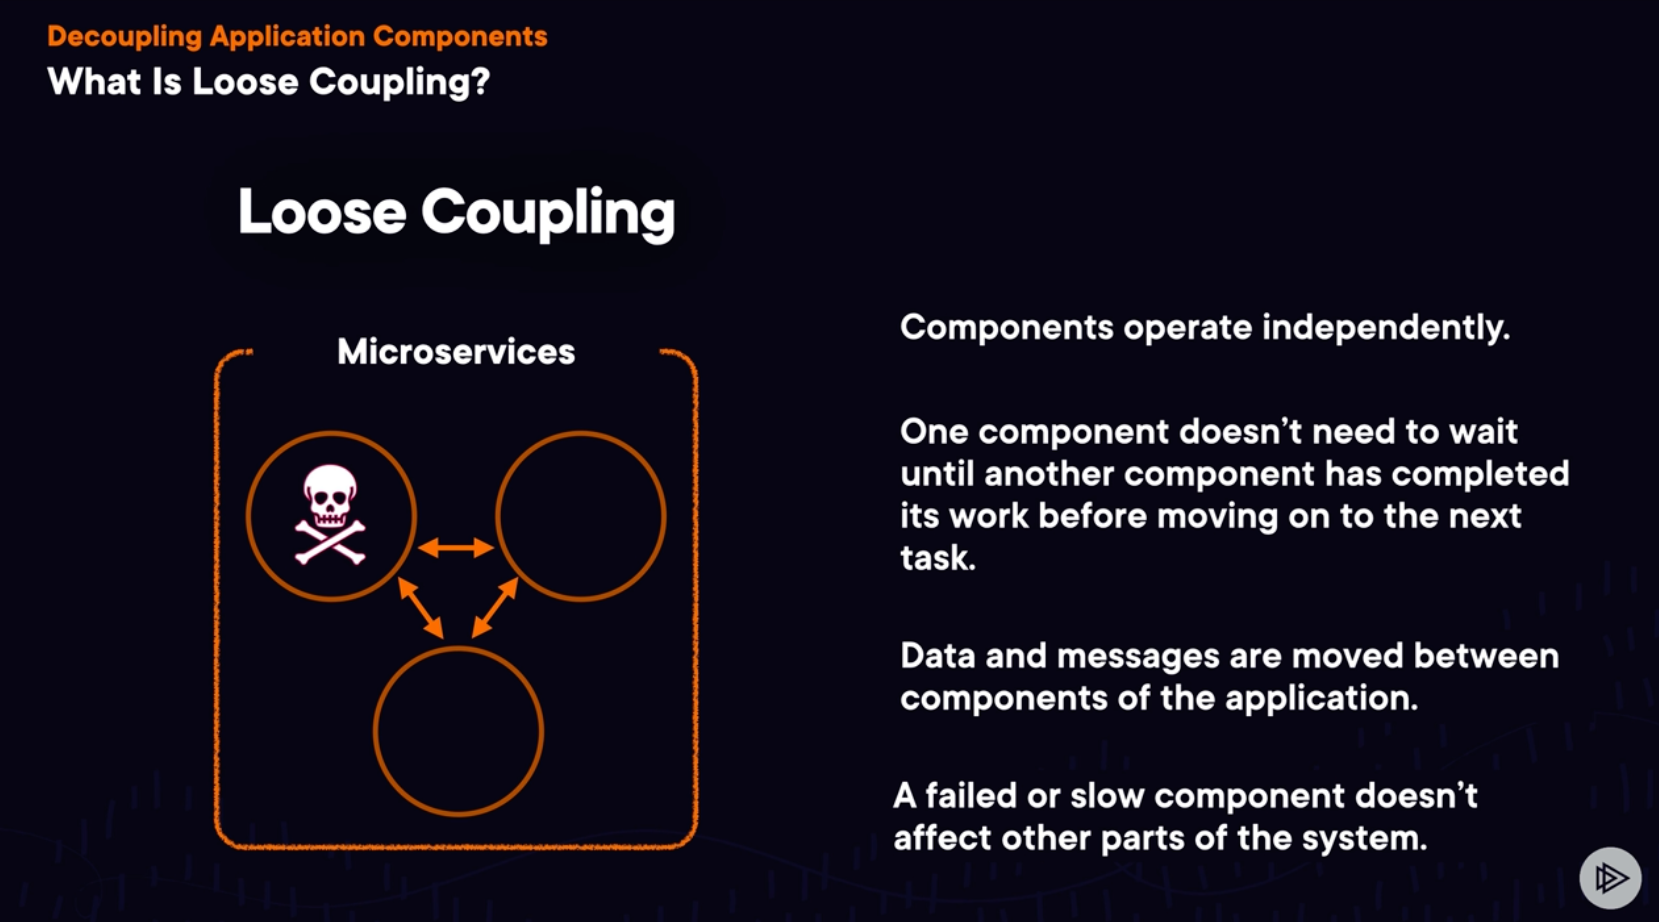 Decoupling Application Components
What Is Loose Coupling?
Loose Coupling
Microservices
Components operate independently.
One component doesn’t need to wait
until another component has completed
its work before moving on to the next
task.
Data and messages are moved between
components of the application.
A failed or slow component doesn’t
affect other parts of the system.